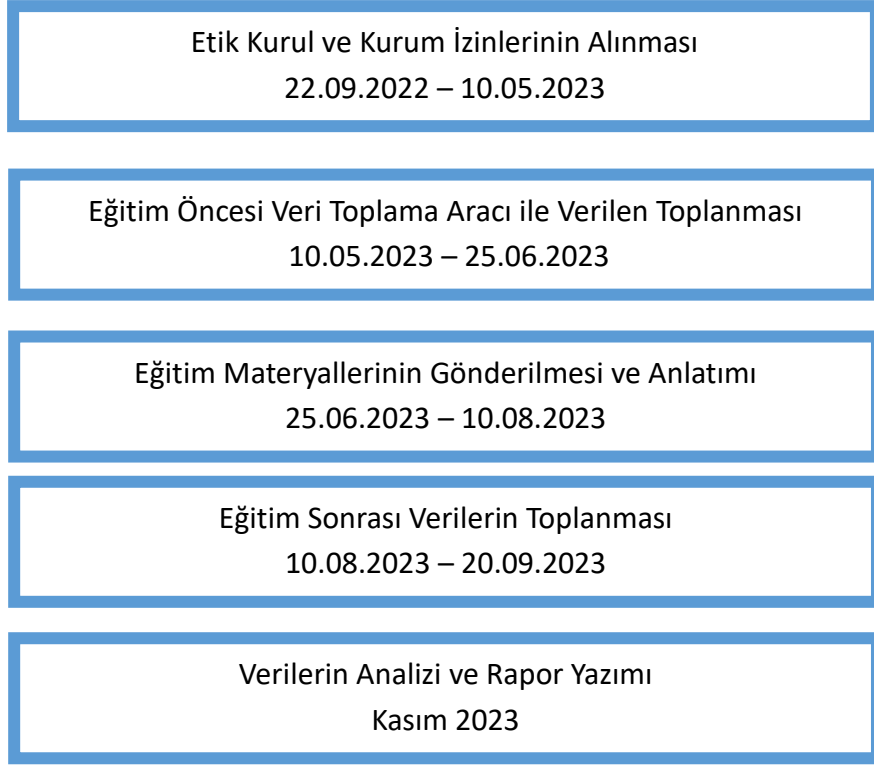 Etik Kurul ve Kurum İzinlerinin Alınması
22.09.2022 – 10.05.2023
Eğitim Öncesi Veri Toplama Aracı ile Verilen Toplanması
10.05.2023 – 25.06.2023
Eğitim Materyallerinin Gönderilmesi ve Anlatımı
25.06.2023 – 10.08.2023
Eğitim Sonrası Verilerin Toplanması
10.08.2023 – 20.09.2023
Verilerin Analizi ve Rapor Yazımı
Kasım 2023